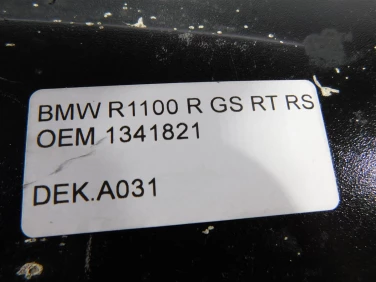 BMW R1100 R GS RT RS
OEM 1341821
DEK.A031